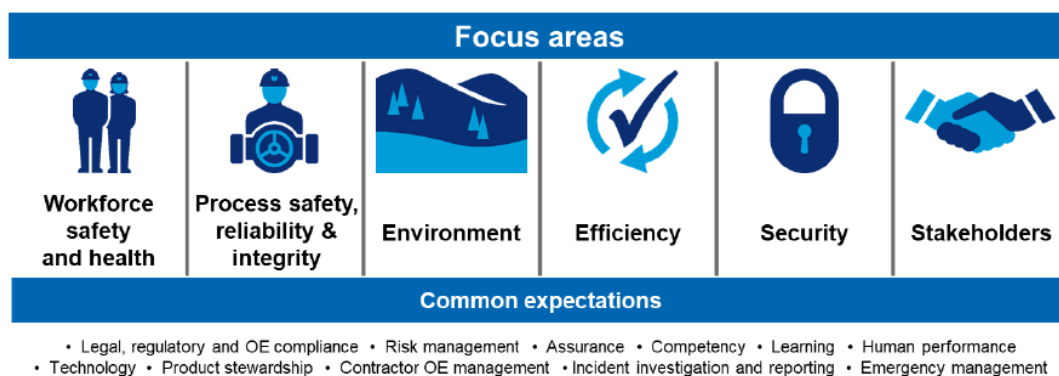 Focus areas
Workforce
safety
and health
Process safety,
reliability &
integrity
Environment
Efficiency
Security
Stakeholders
Common expectations
• Legal, regulatory and OE compliance • Risk management • Assurance • Competency • Learning • Human performance
• Technology • Product stewardship • Contractor OE management • Incident investigation and reporting • Emergency management